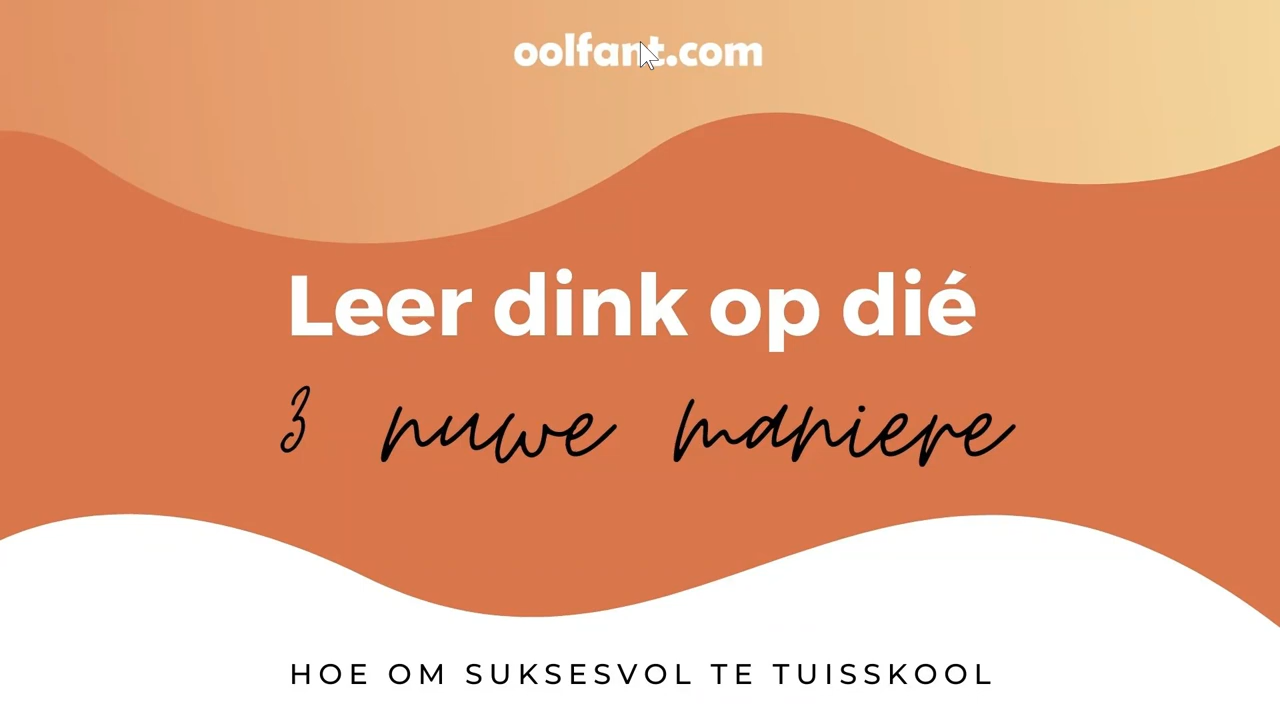 oolfant.com
Leer dink op dié
3 nuwe maniere
HOE OM SUKSESVOL TE TUISSKOOL